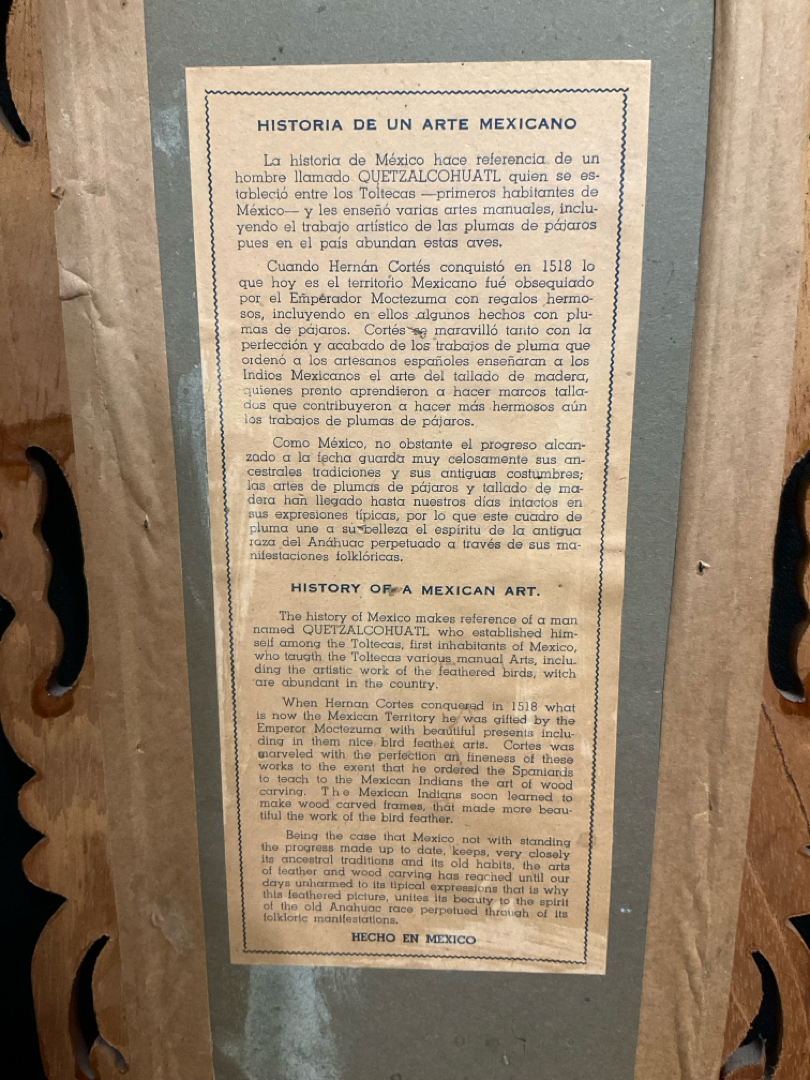 HISTORIA DE UN ARTE MEXICANO
La historia de México hace referencia de un
hombre llamado QUETZALCOHUATL quien se es-
tableció entre los Toltecas —primeros habitantes de
México— y les enseñó varias artes manuales, inclu-
yendo el trabajo artístico de las plumas de pájaros
pues en el país abundan estas aves.
Cuando Hernán Cortés conquistó en 1518 lo
que hoy es el territorio Mexicano fué obsequiado
por el Emperador Moctezuma con regalos hermo-
sos, incluyendo en ellos algunos hechos con plu-
mas de pájaros. Cortés se maravilló tanto con la
perfección y acabado de los trabajos de pluma que
ordenó a los artesanos españoles enseñaran a los
Indios Mexicanos el arte del tallado de madera,
quienes pronto aprendieron a hacer marcos talla-
dos que contribuyeron a hacer más hermosos aún
los trabajos de plumas de pájaros.
Como México, no obstante el progreso alcan-
zado a la fecha guarda muy celosamente sus an-
cestrales tradiciones y sus antiguas costumbres;
las artes de plumas de pájaros y tallado de ma-
dera han llegado hasta nuestros días intactos en
sus expresiones típicas, por lo que este cuadro de
pluma une a su belleza el espíritu de la antigua
raza del Anáhuac perpetuado a través de sus ma-
nifestaciones folklóricas.
HISTORY OF A MEXICAN ART.
The history of Mexico makes reference of a man
named QUETZALCOHUATL who established him-
self among the Toltecas, first inhabitants of Mexico,
who taugth the Toltecas various manual Arts, inclu-
ding the artistic work of the feathered birds, witch
are abundant in the country.
When Hernan Cortes conquered in 1518 what
is now the Mexican Territory he was gifted by the
Emperor Moctezuma with beautiful presents inclu-
ding in them nice bird feather arts. Cortes was
marveled with the perfection an fineness of these
works to the exent that he ordered the Spaniards
to teach to the Mexican Indians the art of wood
carving. The Mexican Indians soon learned to
make wood carved frames, that made more beau-
tiful the work of the bird feather.
Being the case that Mexico not with standing
the progress made up to date, keeps, very closely
its ancestral traditions and its old habits, the arts
of feather and wood carving has reached until our
days unharmed to its tipical expressions that is why
this feathered picture, unites its beauty to the spirit
of the old Anahuac race perpetued through of its
folkloric manifestations.
HECHO EN MEXICO